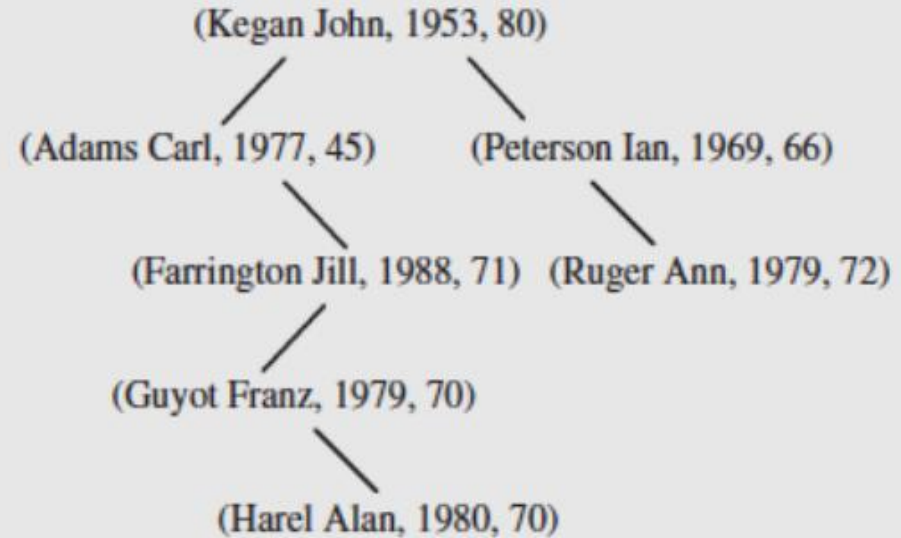 (Kegan John, 1953, 80)
(Adams Carl, 1977, 45) (Peterson Ian, 1969, 66)
(Farrington Jill, 1988, 71) (Ruger Ann, 1979, 72)
(Guyot Franz, 1979, 70)
(Harel Alan, 1980, 70)